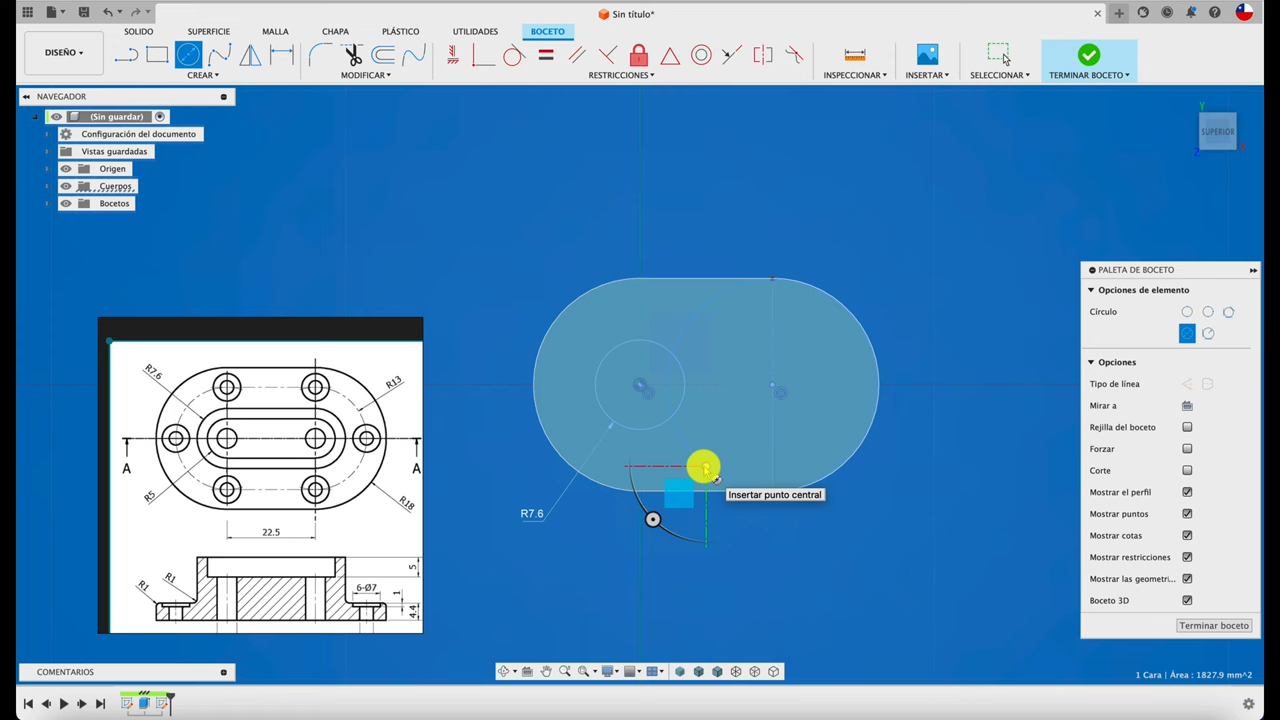 Sin título*
DISEÑO
SOLIDO
SUPERFICIE
MALLA
CHAPA
PLÁSTICO
UTILIDADES
BOCETO
CREAR
MODIFICAR
RESTRICCIONES
INSPECCIONAR
INSERTAR
SELECCIONAR
TERMINAR BOCETO
NAVEGADOR
(Sin guardar)
Configuración del documento
Vistas guardadas
Origen
Cuerpos
Bocetos
Y
SUPERIOR
X
Z
R7.6
R13
A
A
R5
R18
22.5
R1
R1
6-Ø7
5
1
4.4
R7.6
Insertar punto central
PALETA DE BOCETO
Opciones de elemento
Círculo
Opciones
Tipo de línea
Mirar a
Rejilla del boceto
Forzar
Corte
Mostrar el perfil
Mostrar puntos
Mostrar cotas
Mostrar restricciones
Mostrar las geometri...
Boceto 3D
Terminar boceto
COMENTARIOS
1 Cara | Área : 1827.9 mm^2